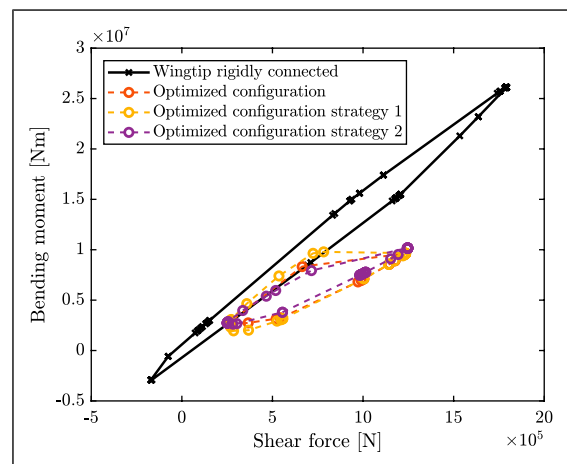 ×10⁷
3
2.5
2
1.5
1
0.5
0
-0.5
Bending moment [Nm]
Wingtip rigidly connected
Optimized configuration
Optimized configuration strategy 1
Optimized configuration strategy 2
-5 0 5 10 15 20
Shear force [N]
×10⁵